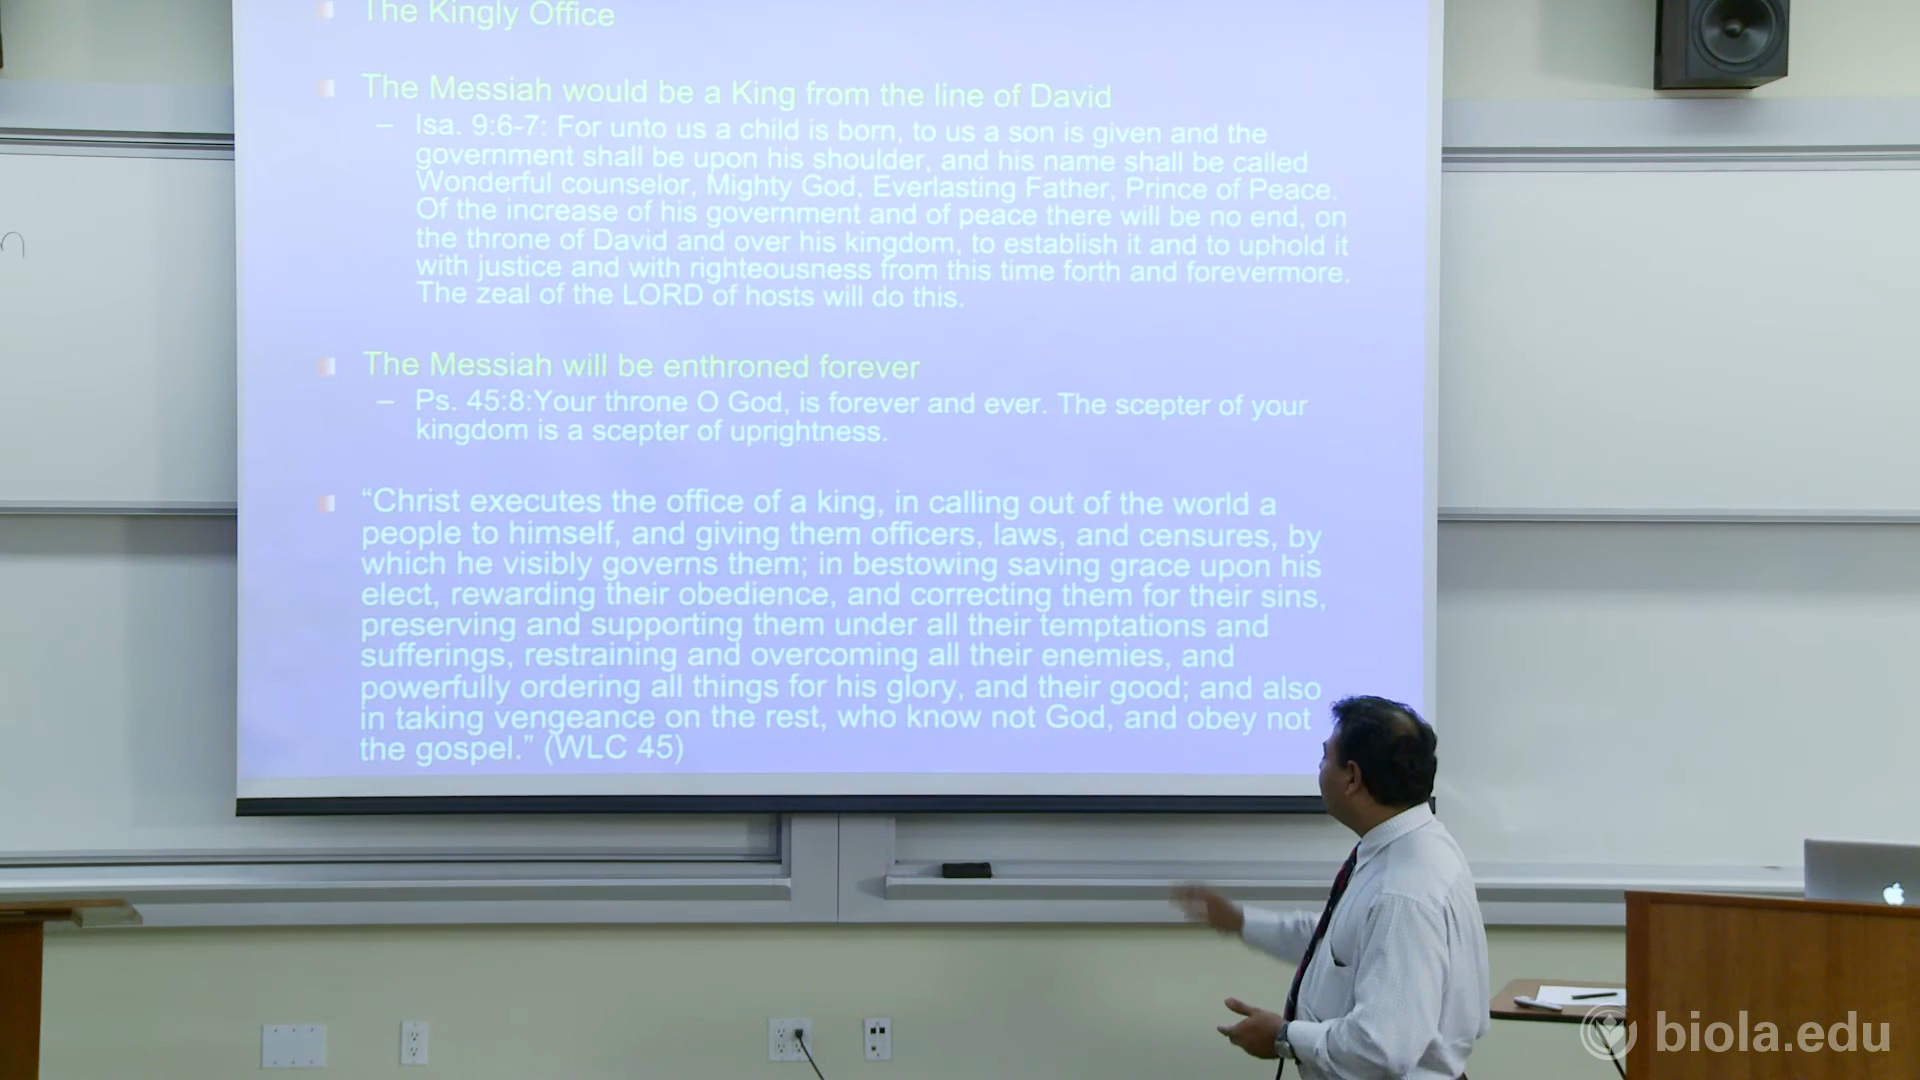 The Kingly Office
The Messiah would be a King from the line of David
– Isa. 9:6-7: For unto us a child is born, to us a son is given and the
government shall be upon his shoulder, and his name shall be called
Wonderful counselor, Mighty God, Everlasting Father, Prince of Peace.
Of the increase of his government and of peace there will be no end, on
the throne of David and over his kingdom, to establish it and to uphold it
with justice and with righteousness from this time forth and forevermore.
The zeal of the LORD of hosts will do this.
The Messiah will be enthroned forever
– Ps. 45:8:Your throne O God, is forever and ever. The scepter of your
kingdom is a scepter of uprightness.
“Christ executes the office of a king, in calling out of the world a
people to himself, and giving them officers, laws, and censures, by
which he visibly governs them; in bestowing saving grace upon his
elect, rewarding their obedience, and correcting them for their sins,
preserving and supporting them under all their temptations and
sufferings, restraining and overcoming all their enemies, and
powerfully ordering all things for his glory, and their good; and also
in taking vengeance on the rest, who know not God, and obey not
the gospel.” (WLC 45)
biola.edu